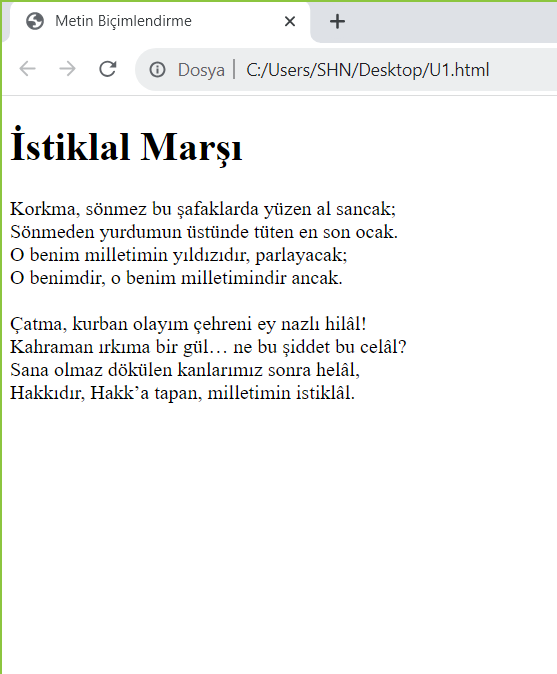 Metin Biçimlendirme
Dosya | C:/Users/SHN/Desktop/U1.html
İstiklal Marşı
Korkma, sönmez bu şafaklarda yüzen al sancak;
Sönmeden yurdumun üstünde tüten en son ocak.
O benim milletimin yıldızıdır, parlayacak;
O benimdir, o benim milletimindir ancak.
Çatma, kurban olayım çehreni ey nazlı hilâl!
Kahraman ırkıma bir gül… ne bu şiddet bu celâl?
Sana olmaz dökülen kanlarımız sonra helâl,
Hakkıdır, Hakk’a tapan, milletimin istiklâl.